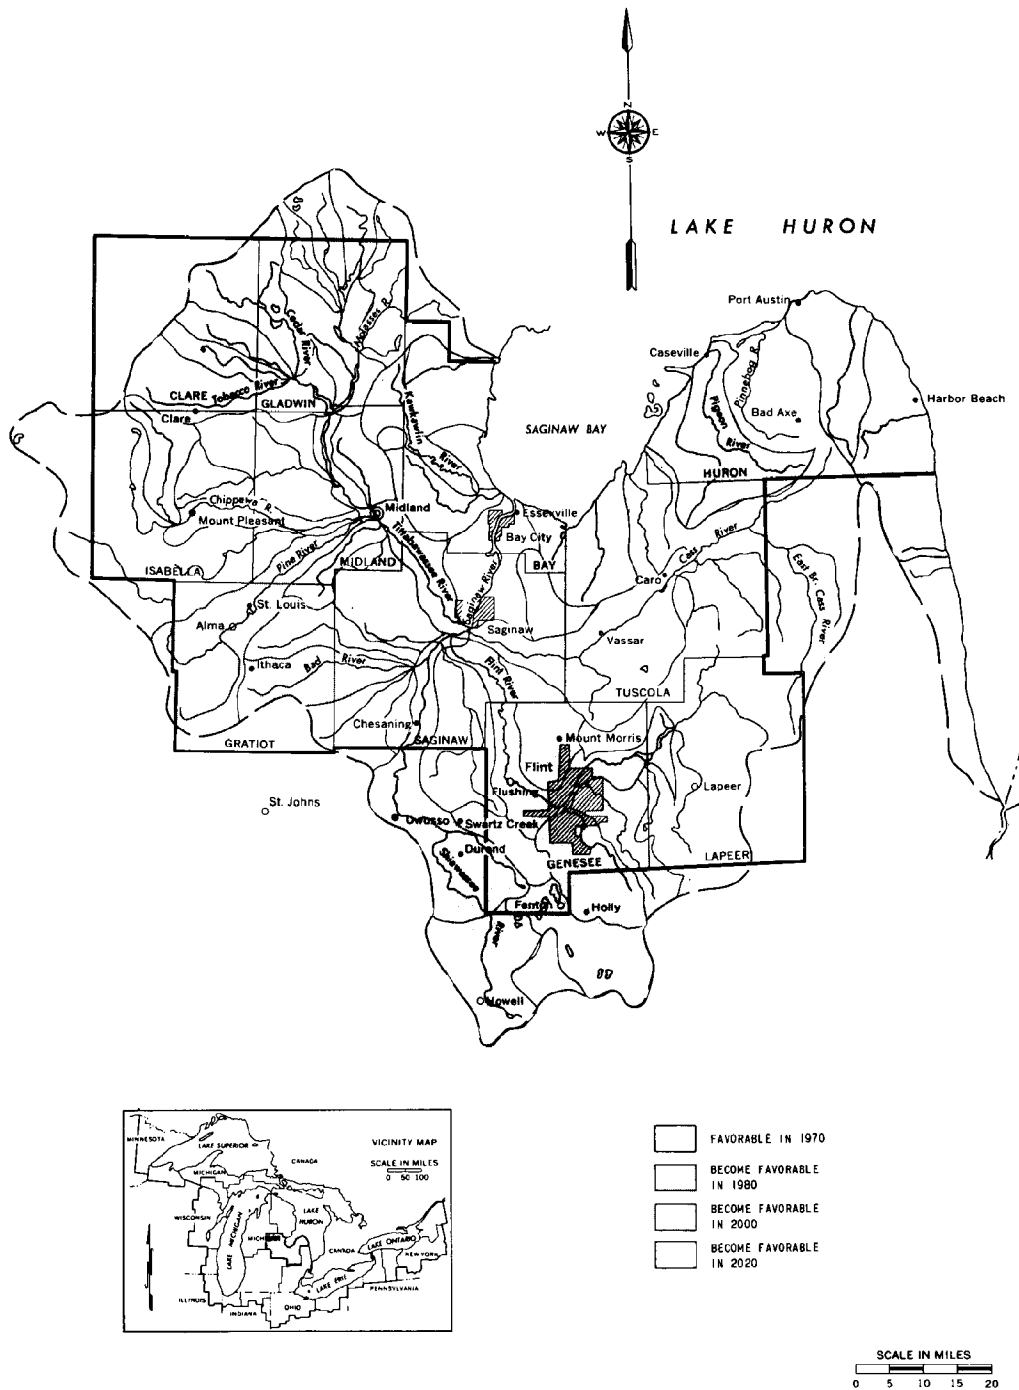 N
W E
S
LAKE HURON
Port Austin
Caseville
Pinnebog R.
Pigeon River
Bad Axe
Harbor Beach
HURON
SAGINAW BAY
Cedar River
Molasses R.
CLARE
Tobacco River
GLADWIN
Clare
Kawkawlin River
Chippewa R.
Mount Pleasant
Midland
Essexville
Bay City
BAY
Tittabawassee River
Saginaw River
Pine River
MIDLAND
ISABELLA
Cass River
Caro
East Br. Cass River
St. Louis
Alma
Saginaw
Vassar
Ithaca
Bad River
Flint River
TUSCOLA
Chesaning
SAGINAW
GRATIOT
Mount Morris
Flint
Flushing
Lapeer
St. Johns
Owosso
Swartz Creek
Durand
GENESEE
LAPEER
Shiawassee
River
Fenton
Holly
Howell
VICINITY MAP
SCALE IN MILES
0 50 100
MINNESOTA
LAKE SUPERIOR
CANADA
MICHIGAN
WISCONSIN
LAKE MICHIGAN
MICHIGAN
LAKE HURON
CANADA
LAKE ONTARIO
NEW YORK
LAKE ERIE
PENNSYLVANIA
ILLINOIS
INDIANA
OHIO
FAVORABLE IN 1970
BECOME FAVORABLE
IN 1980
BECOME FAVORABLE
IN 2000
BECOME FAVORABLE
IN 2020
SCALE IN MILES
0 5 10 15 20